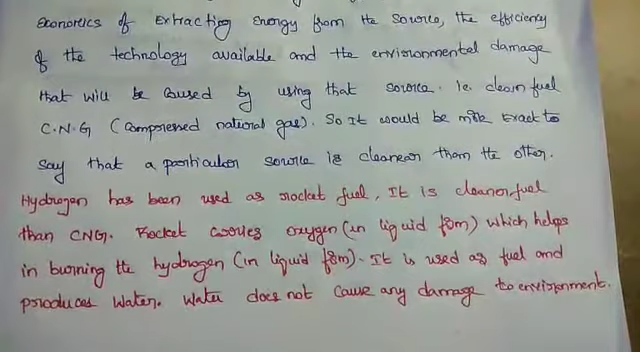 economics of extracting energy from the source, the efficiency
of the technology available and the environmental damage
that will be caused by using that source. ie. clean fuel
C.N.G (compressed natural gas). So it would be more exact to
say that a particular source is cleaner than the other.
Hydrogen has been used as rocket fuel, It is cleaner fuel
than CNG. Rocket carries oxygen (in liquid form) which helps
in burning the hydrogen (in liquid form). It is used as fuel and
produces water. Water does not cause any damage to environment.